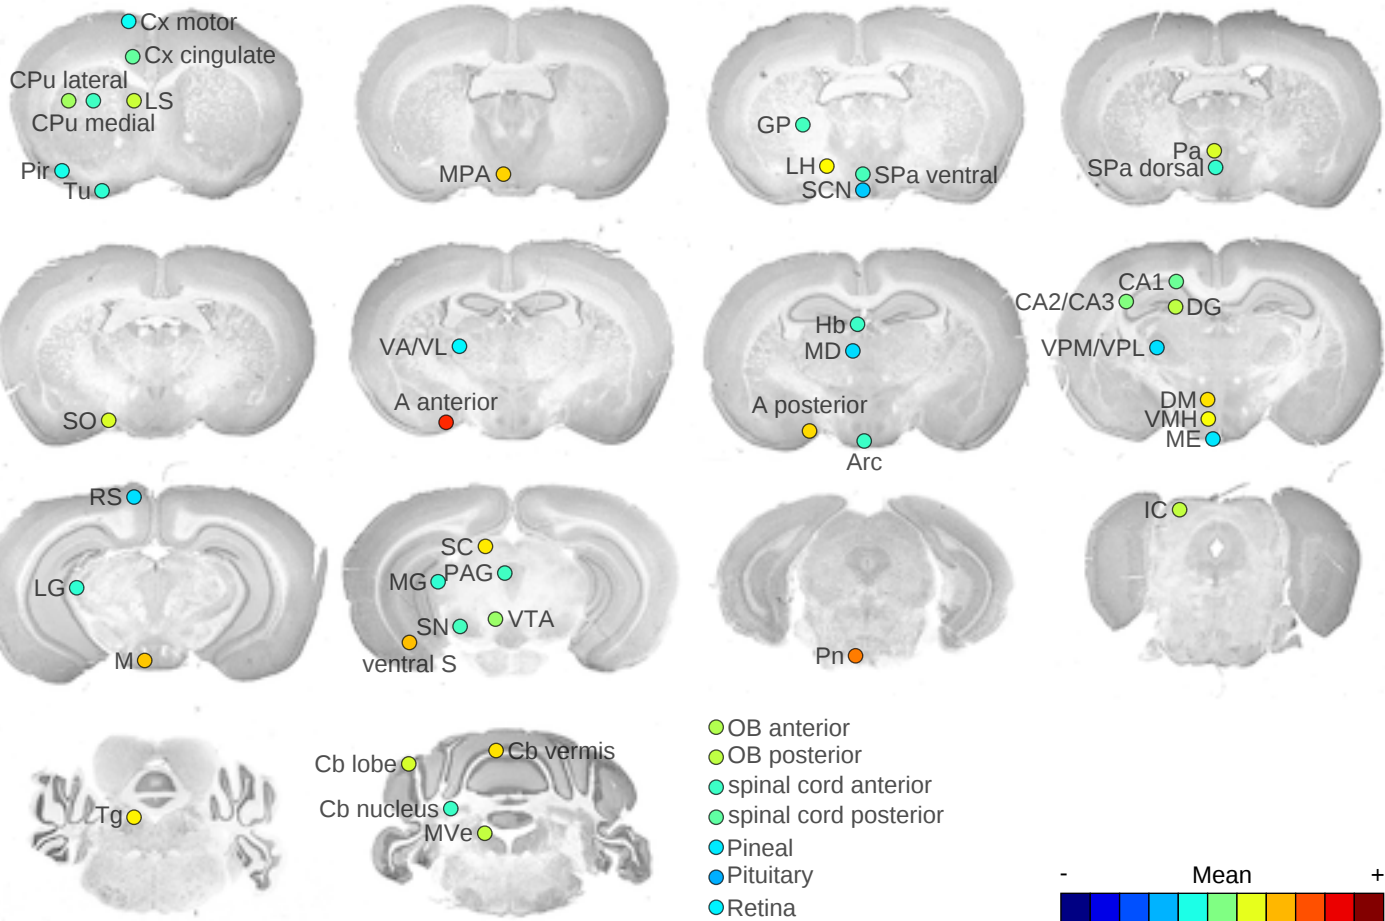 Cx motor
Cx cingulate
CPu lateral
LS
CPu medial
Pir
Tu
MPA
GP
LH
SPa ventral
SCN
Pa
SPa dorsal
SO
VA/VL
A anterior
Hb
MD
A posterior
Arc
CA1
CA2/CA3
DG
VPM/VPL
DM
VMH
ME
RS
LG
M
SC
MG
PAG
SN
VTA
ventral S
Pn
IC
Tg
Cb lobe
Cb vermis
Cb nucleus
MVe
OB anterior
OB posterior
spinal cord anterior
spinal cord posterior
Pineal
Pituitary
Retina
- Mean +